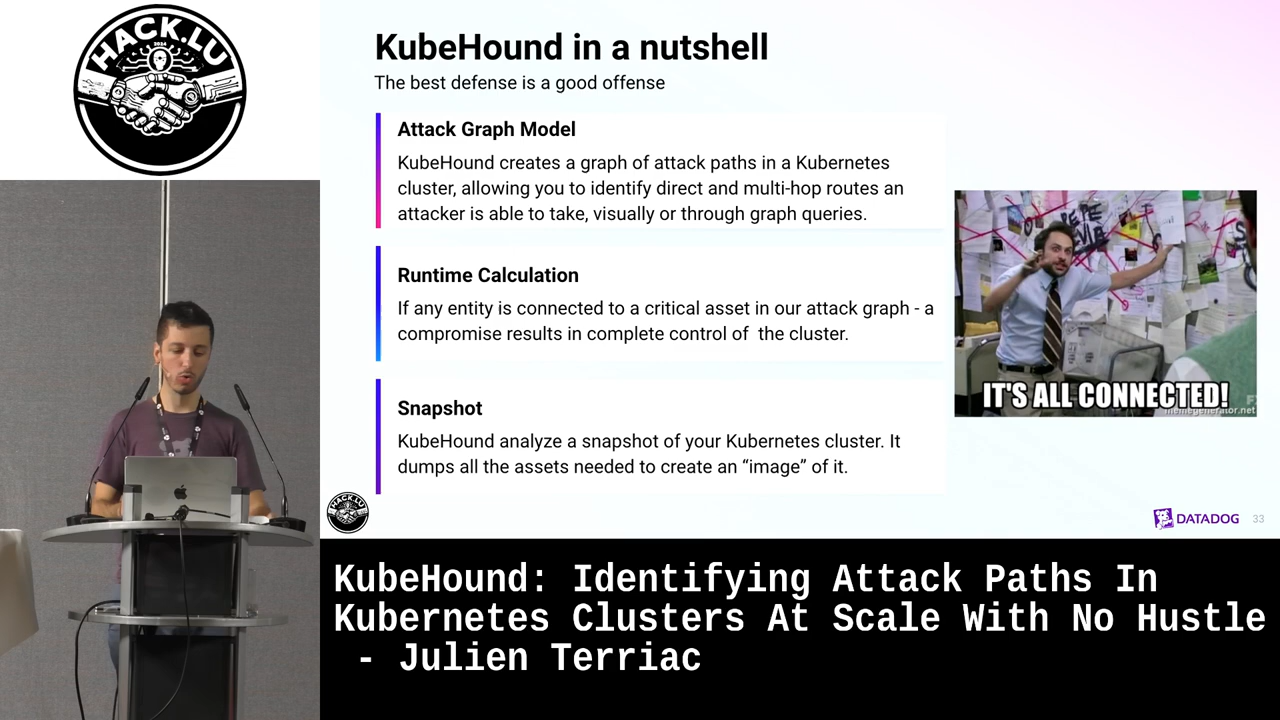 HACK.LU
2024
KubeHound in a nutshell
The best defense is a good offense
Attack Graph Model
KubeHound creates a graph of attack paths in a Kubernetes
cluster, allowing you to identify direct and multi-hop routes an
attacker is able to take, visually or through graph queries.
Runtime Calculation
If any entity is connected to a critical asset in our attack graph - a
compromise results in complete control of  the cluster.
Snapshot
KubeHound analyze a snapshot of your Kubernetes cluster. It
dumps all the assets needed to create an “image” of it.
IT'S ALL CONNECTED!
memegenerator.net
HACK.LU
DATADOG
33
KubeHound: Identifying Attack Paths In
Kubernetes Clusters At Scale With No Hustle
- Julien Terriac